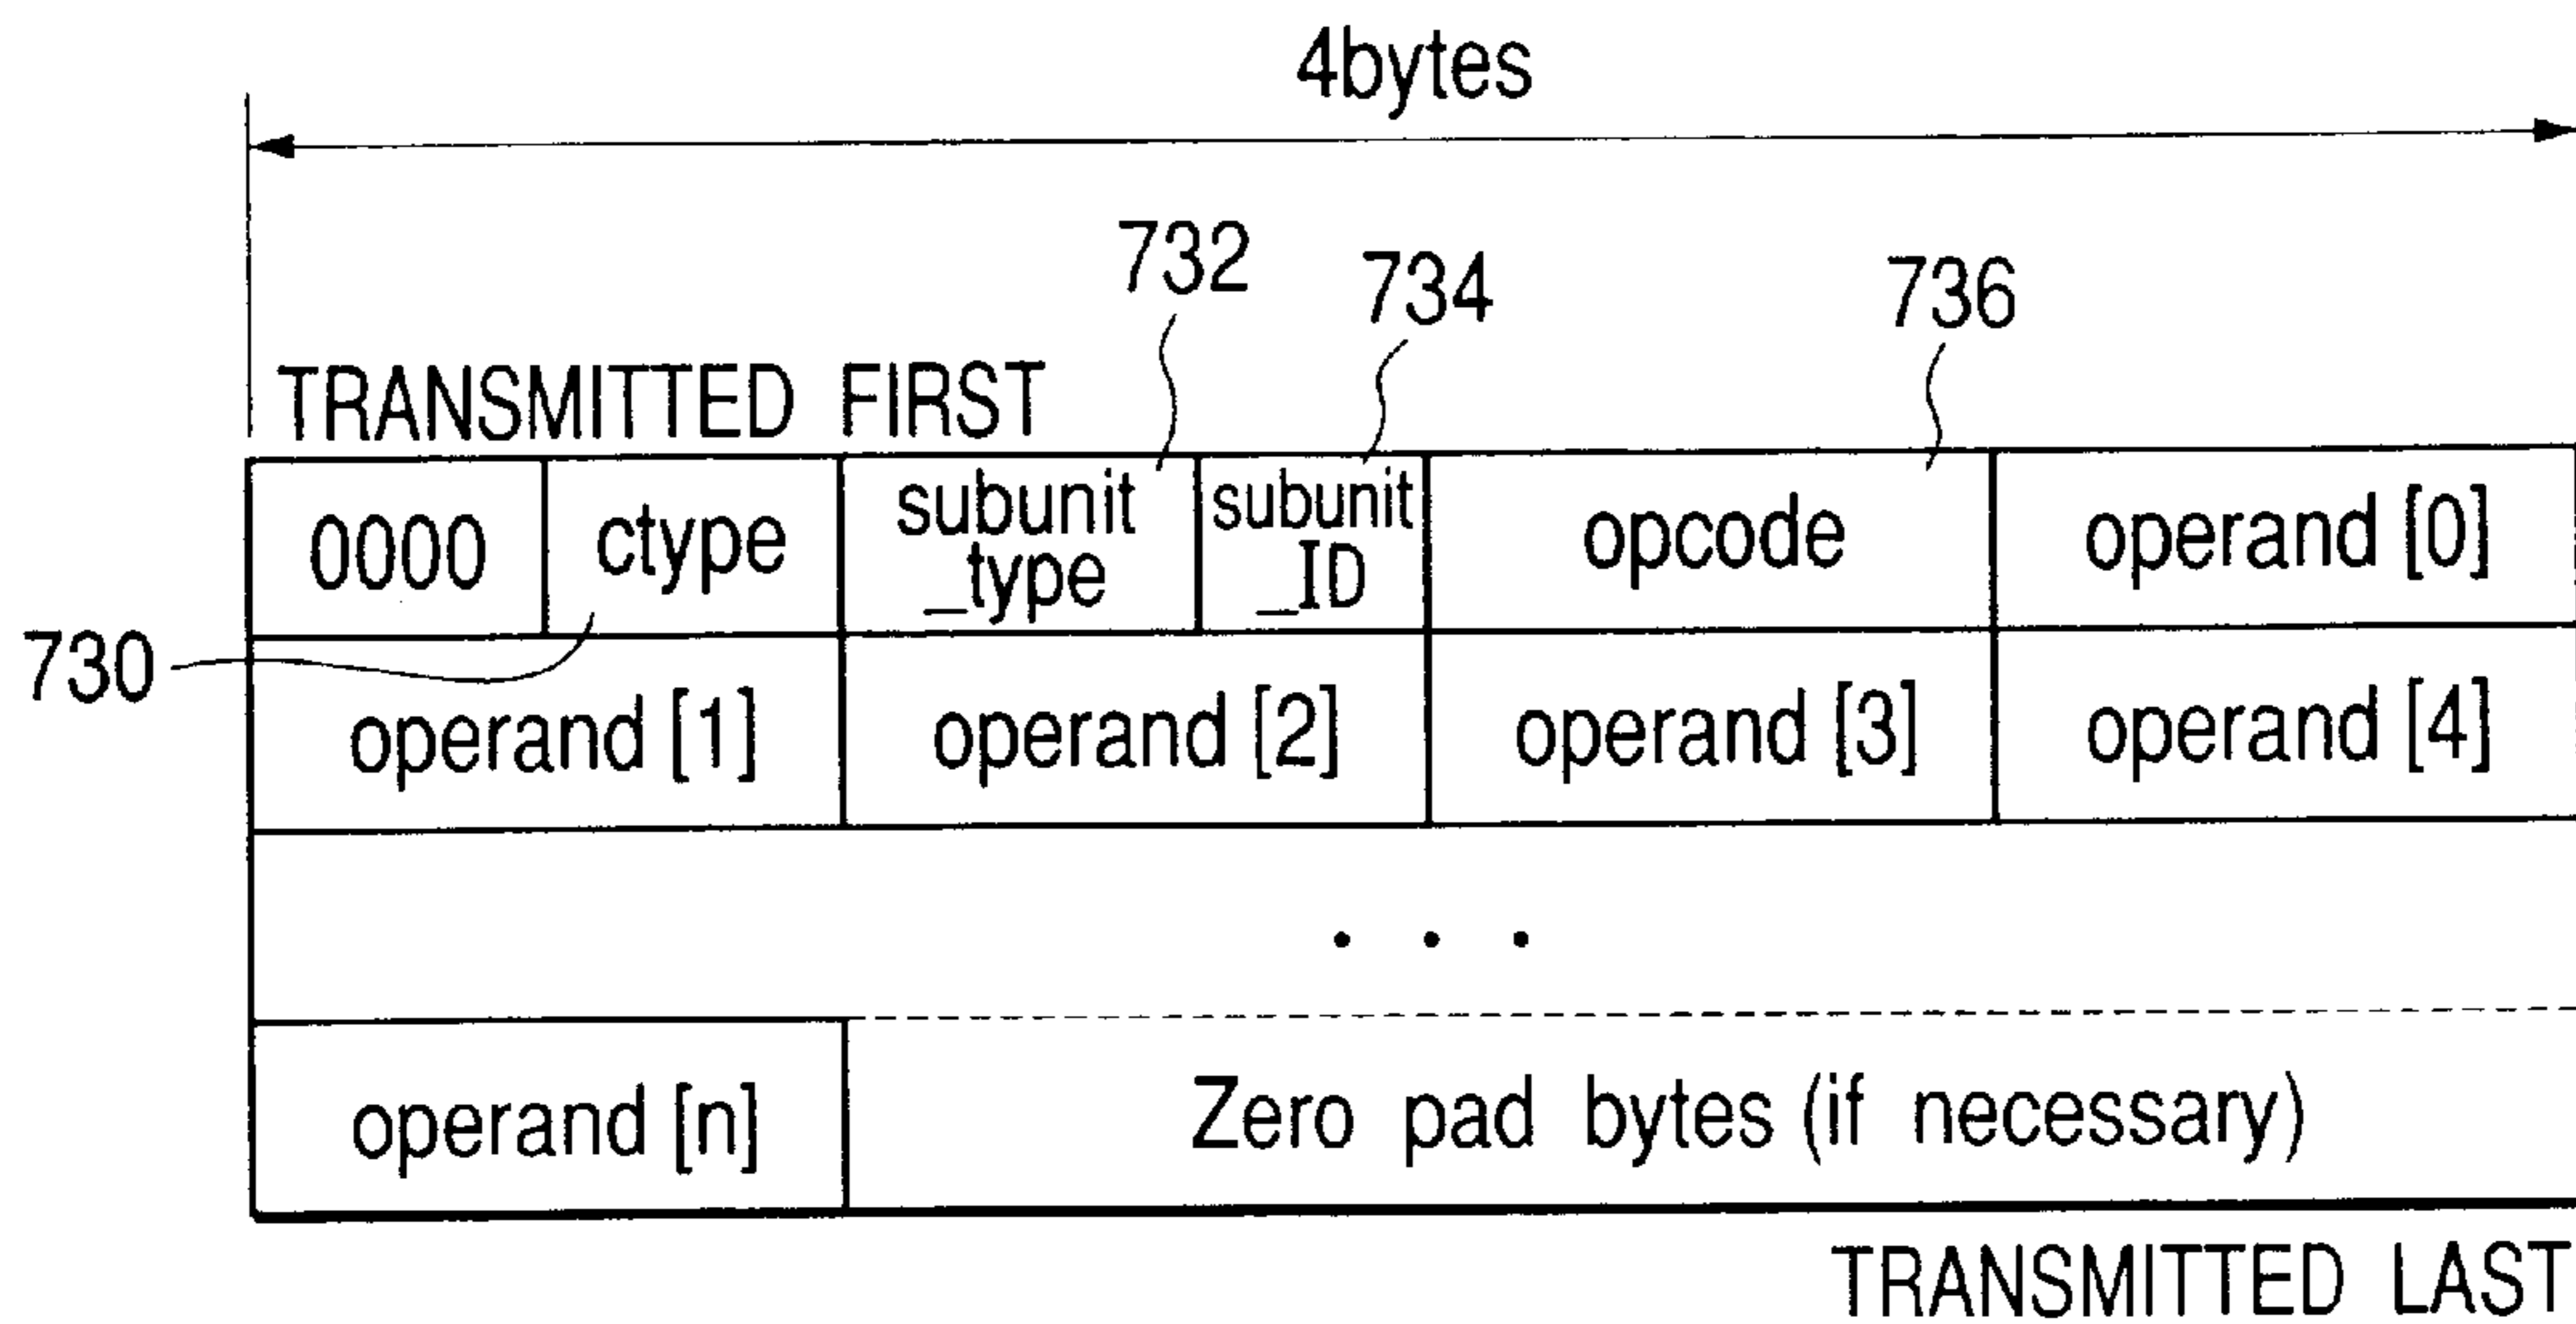 4bytes
732
734
736
TRANSMITTED FIRST
0000
ctype
subunit
_type
subunit
_ID
opcode
operand [0]
730
operand [1]
operand [2]
operand [3]
operand [4]
• • •
operand [n]
Zero pad bytes (if necessary)
TRANSMITTED LAST